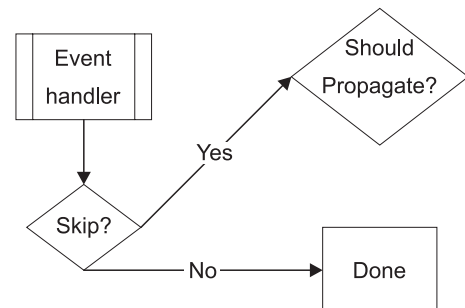 Event
handler
Should
Propagate?
Yes
Skip?
No
Done